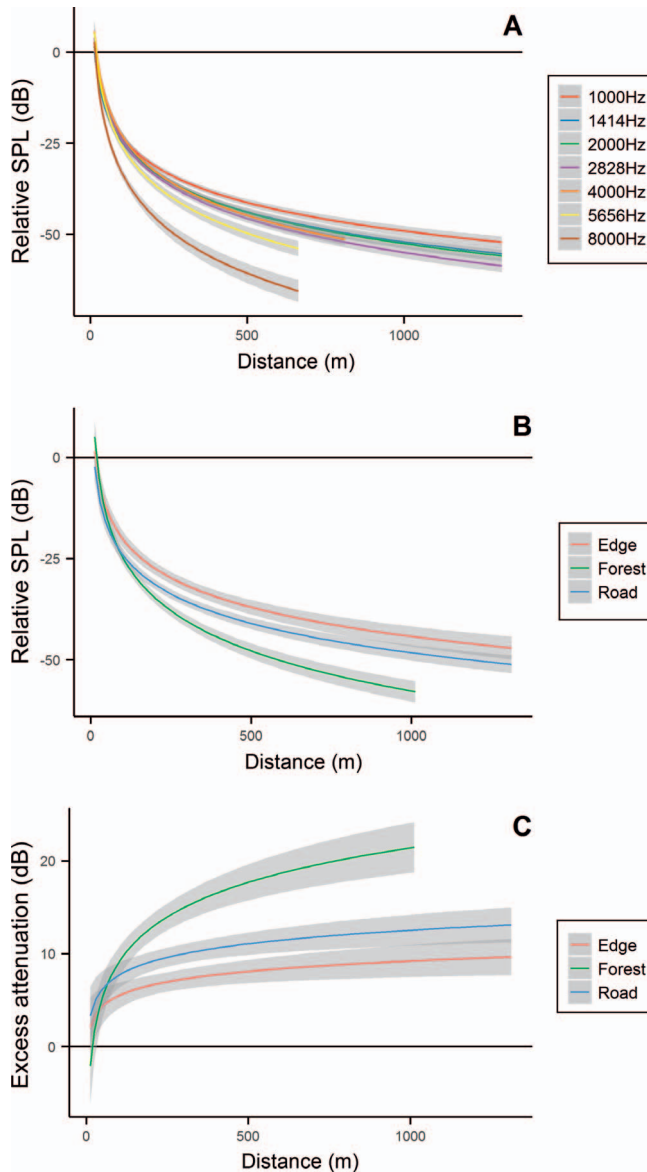 A
0
-25
-50
Relative SPL (dB)
0
500
1000
Distance (m)
1000Hz
1414Hz
2000Hz
2828Hz
4000Hz
5656Hz
8000Hz
B
0
-25
-50
Relative SPL (dB)
0
500
1000
Distance (m)
Edge
Forest
Road
C
20
10
0
Excess attenuation (dB)
0
500
1000
Distance (m)
Edge
Forest
Road